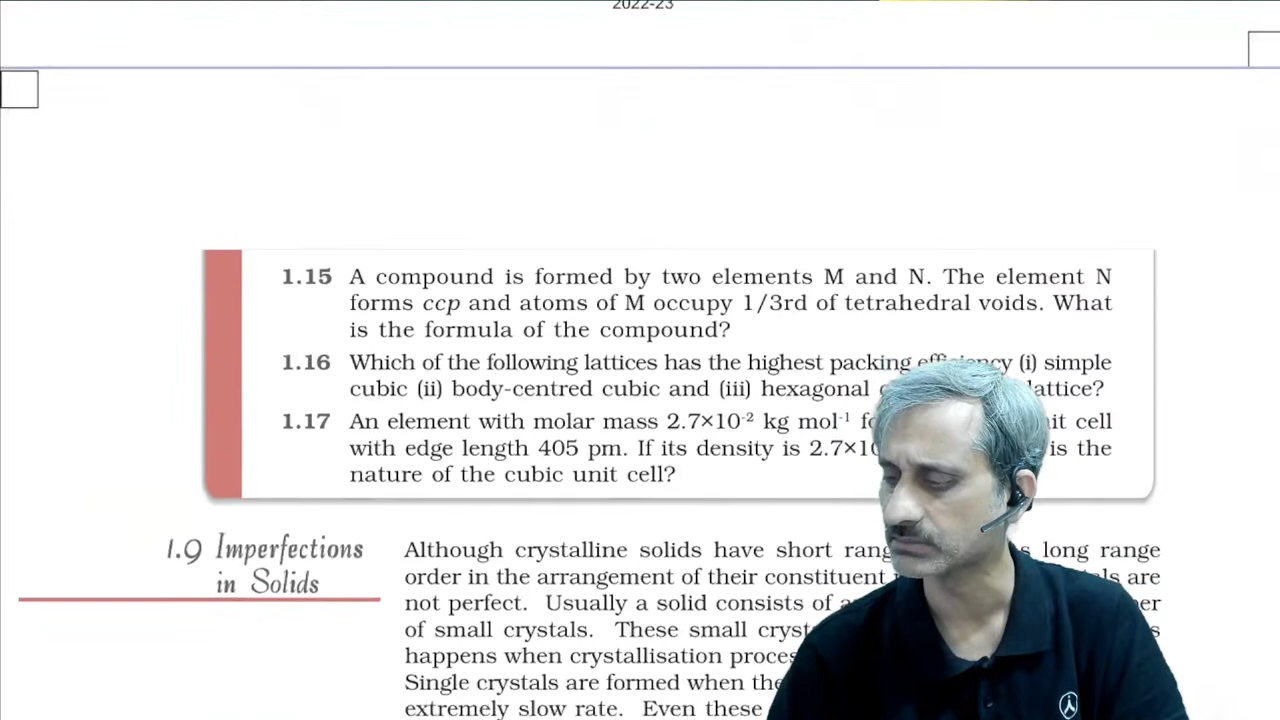 2022-23
1.15 A compound is formed by two elements M and N. The element N
forms ccp and atoms of M occupy 1/3rd of tetrahedral voids. What
is the formula of the compound?
1.16 Which of the following lattices has the highest packing efficiency (i) simple
cubic (ii) body-centred cubic and (iii) hexagonal lattice?
1.17 An element with molar mass 2.7×10⁻² kg mol⁻¹ cell
with edge length 405 pm. If its density is 2.7×10 is the
nature of the cubic unit cell?
1.9 Imperfections
in Solids
Although crystalline solids have short long range
order in the arrangement of their constituent are
not perfect. Usually a solid consists of
of small crystals. These small
happens when crystallisation
Single crystals are formed when the
extremely slow rate. Even these